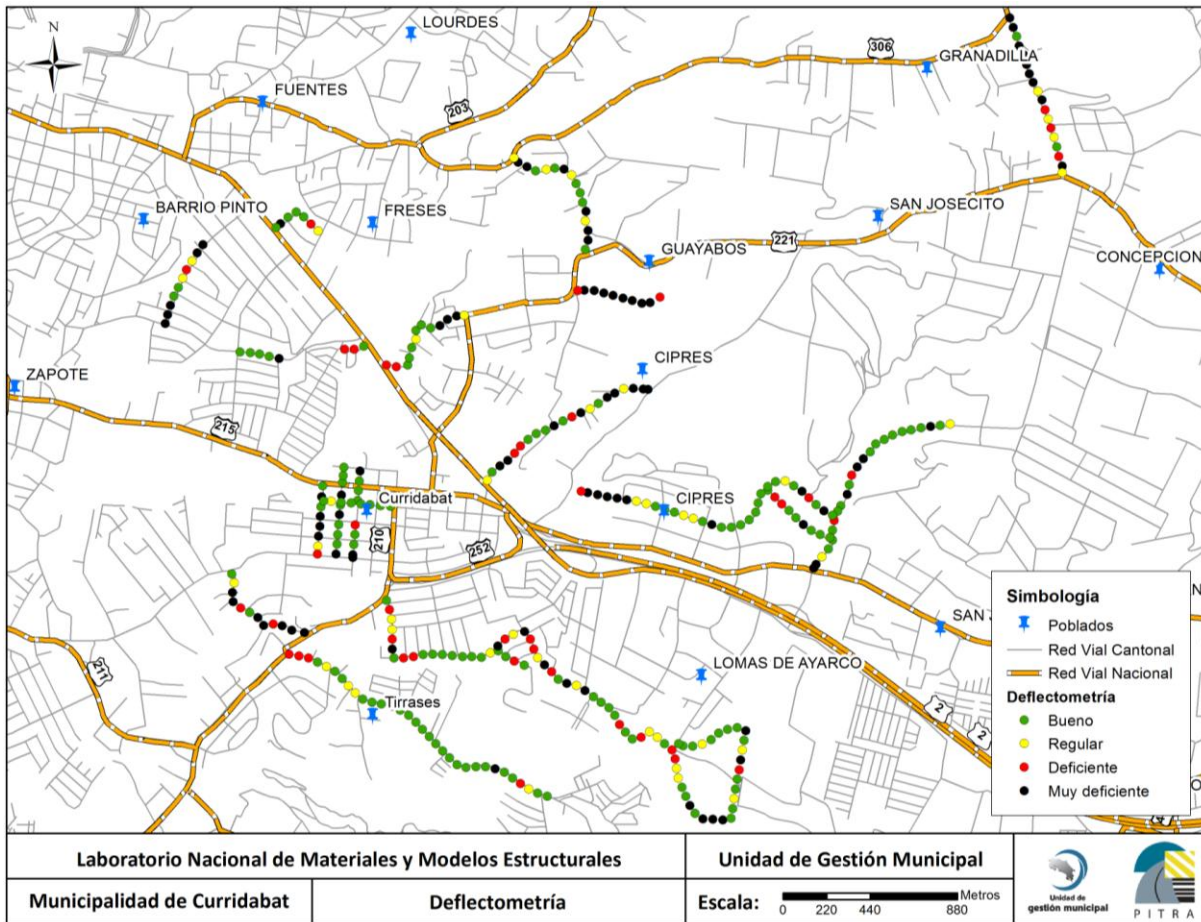 N
LOURDES
306
GRANADILLA
FUENTES
203
BARRIO PINTO
FRESES
SAN JOSECITO
GUAYABOS
221
CONCEPCION
CIPRES
ZAPOTE
215
Curridabat
CIPRES
210
252
SAN J
LOMAS DE AYARCO
211
Tirrases
2
2
Simbología
Poblados
Red Vial Cantonal
Red Vial Nacional
Deflectometría
Bueno
Regular
Deficiente
Muy deficiente
Laboratorio Nacional de Materiales y Modelos Estructurales
Unidad de Gestión Municipal
Municipalidad de Curridabat
Deflectometría
Escala:
Metros
0 220 440 880
Unidad de
gestión municipal
PITRA